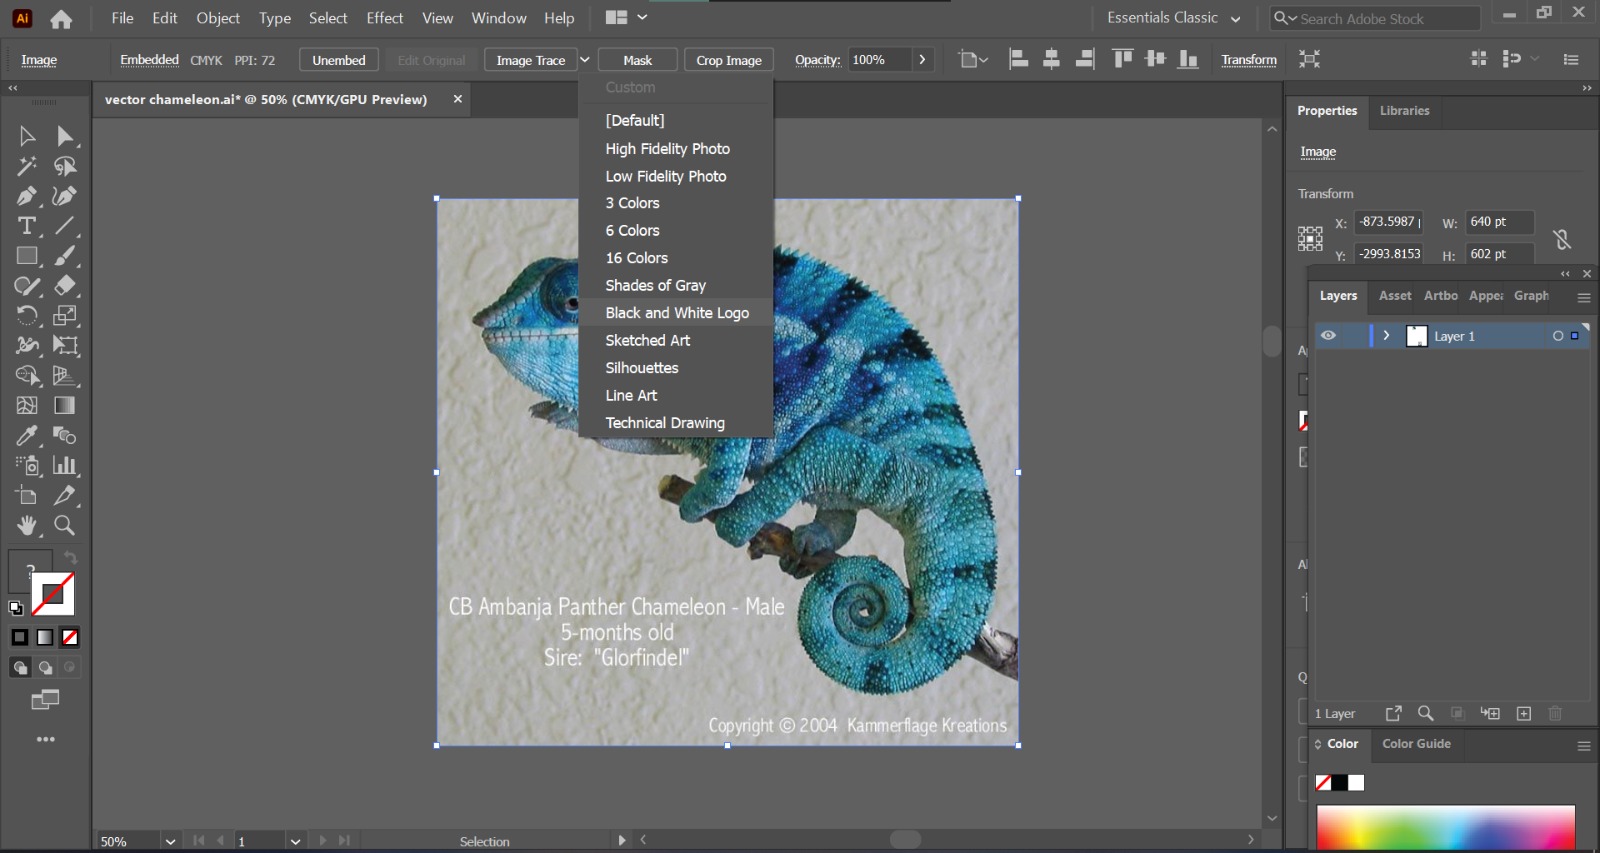 Ai
File Edit Object Type Select Effect View Window Help
Essentials Classic
Search Adobe Stock
Image
Embedded CMYK PPI: 72
Unembed
Edit Original
Image Trace
Mask
Crop Image
Opacity: 100%
Transform
vector chameleon.ai* @ 50% (CMYK/GPU Preview)
Custom
[Default]
High Fidelity Photo
Low Fidelity Photo
3 Colors
6 Colors
16 Colors
Shades of Gray
Black and White Logo
Sketched Art
Silhouettes
Line Art
Technical Drawing
CB Ambanja Panther Chameleon - Male
5-months old
Sire: "Glorfindel"
Copyright © 2004 Kammerflage Kreations
Properties Libraries
Image
Transform
X: -873.5987 W: 640 pt
Y: -2993.8153 H: 602 pt
Layers Asset Artbo Appea Graph
Layer 1
1 Layer
Color Color Guide
?
50% 1 Selection